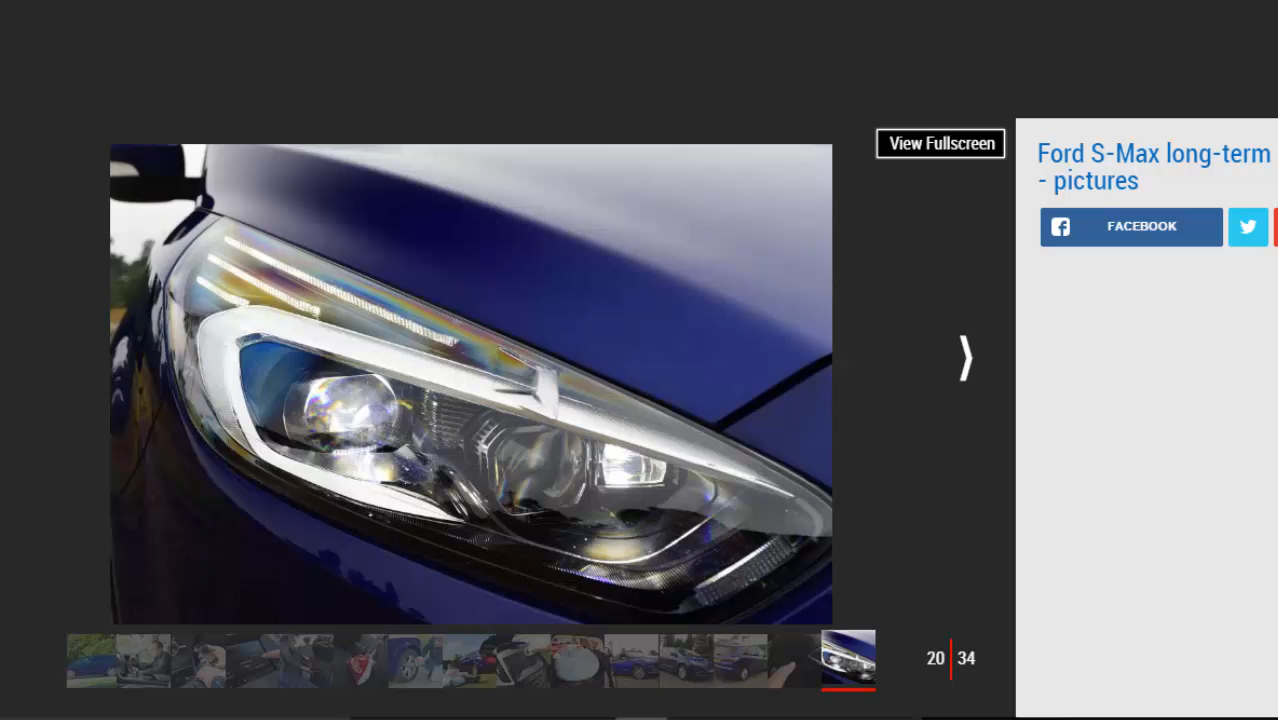 View Fullscreen
Ford S-Max long-term
- pictures
FACEBOOK
20 34